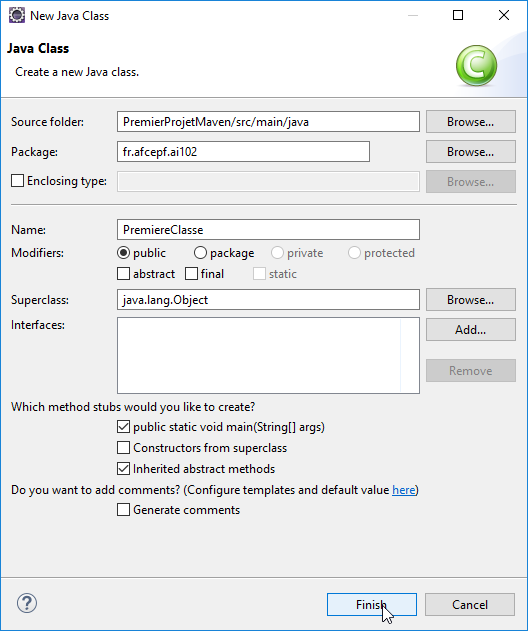 New Java Class
Java Class
Create a new Java class.
C
Source folder: PremierProjetMaven/src/main/java Browse...
Package: fr.afcepf.ai102 Browse...
Enclosing type: Browse...
Name: PremiereClasse
Modifiers: public package private protected
abstract final static
Superclass: java.lang.Object Browse...
Interfaces: Add...
Remove
Which method stubs would you like to create?
public static void main(String[] args)
Constructors from superclass
Inherited abstract methods
Do you want to add comments? (Configure templates and default value here)
Generate comments
? Finish Cancel